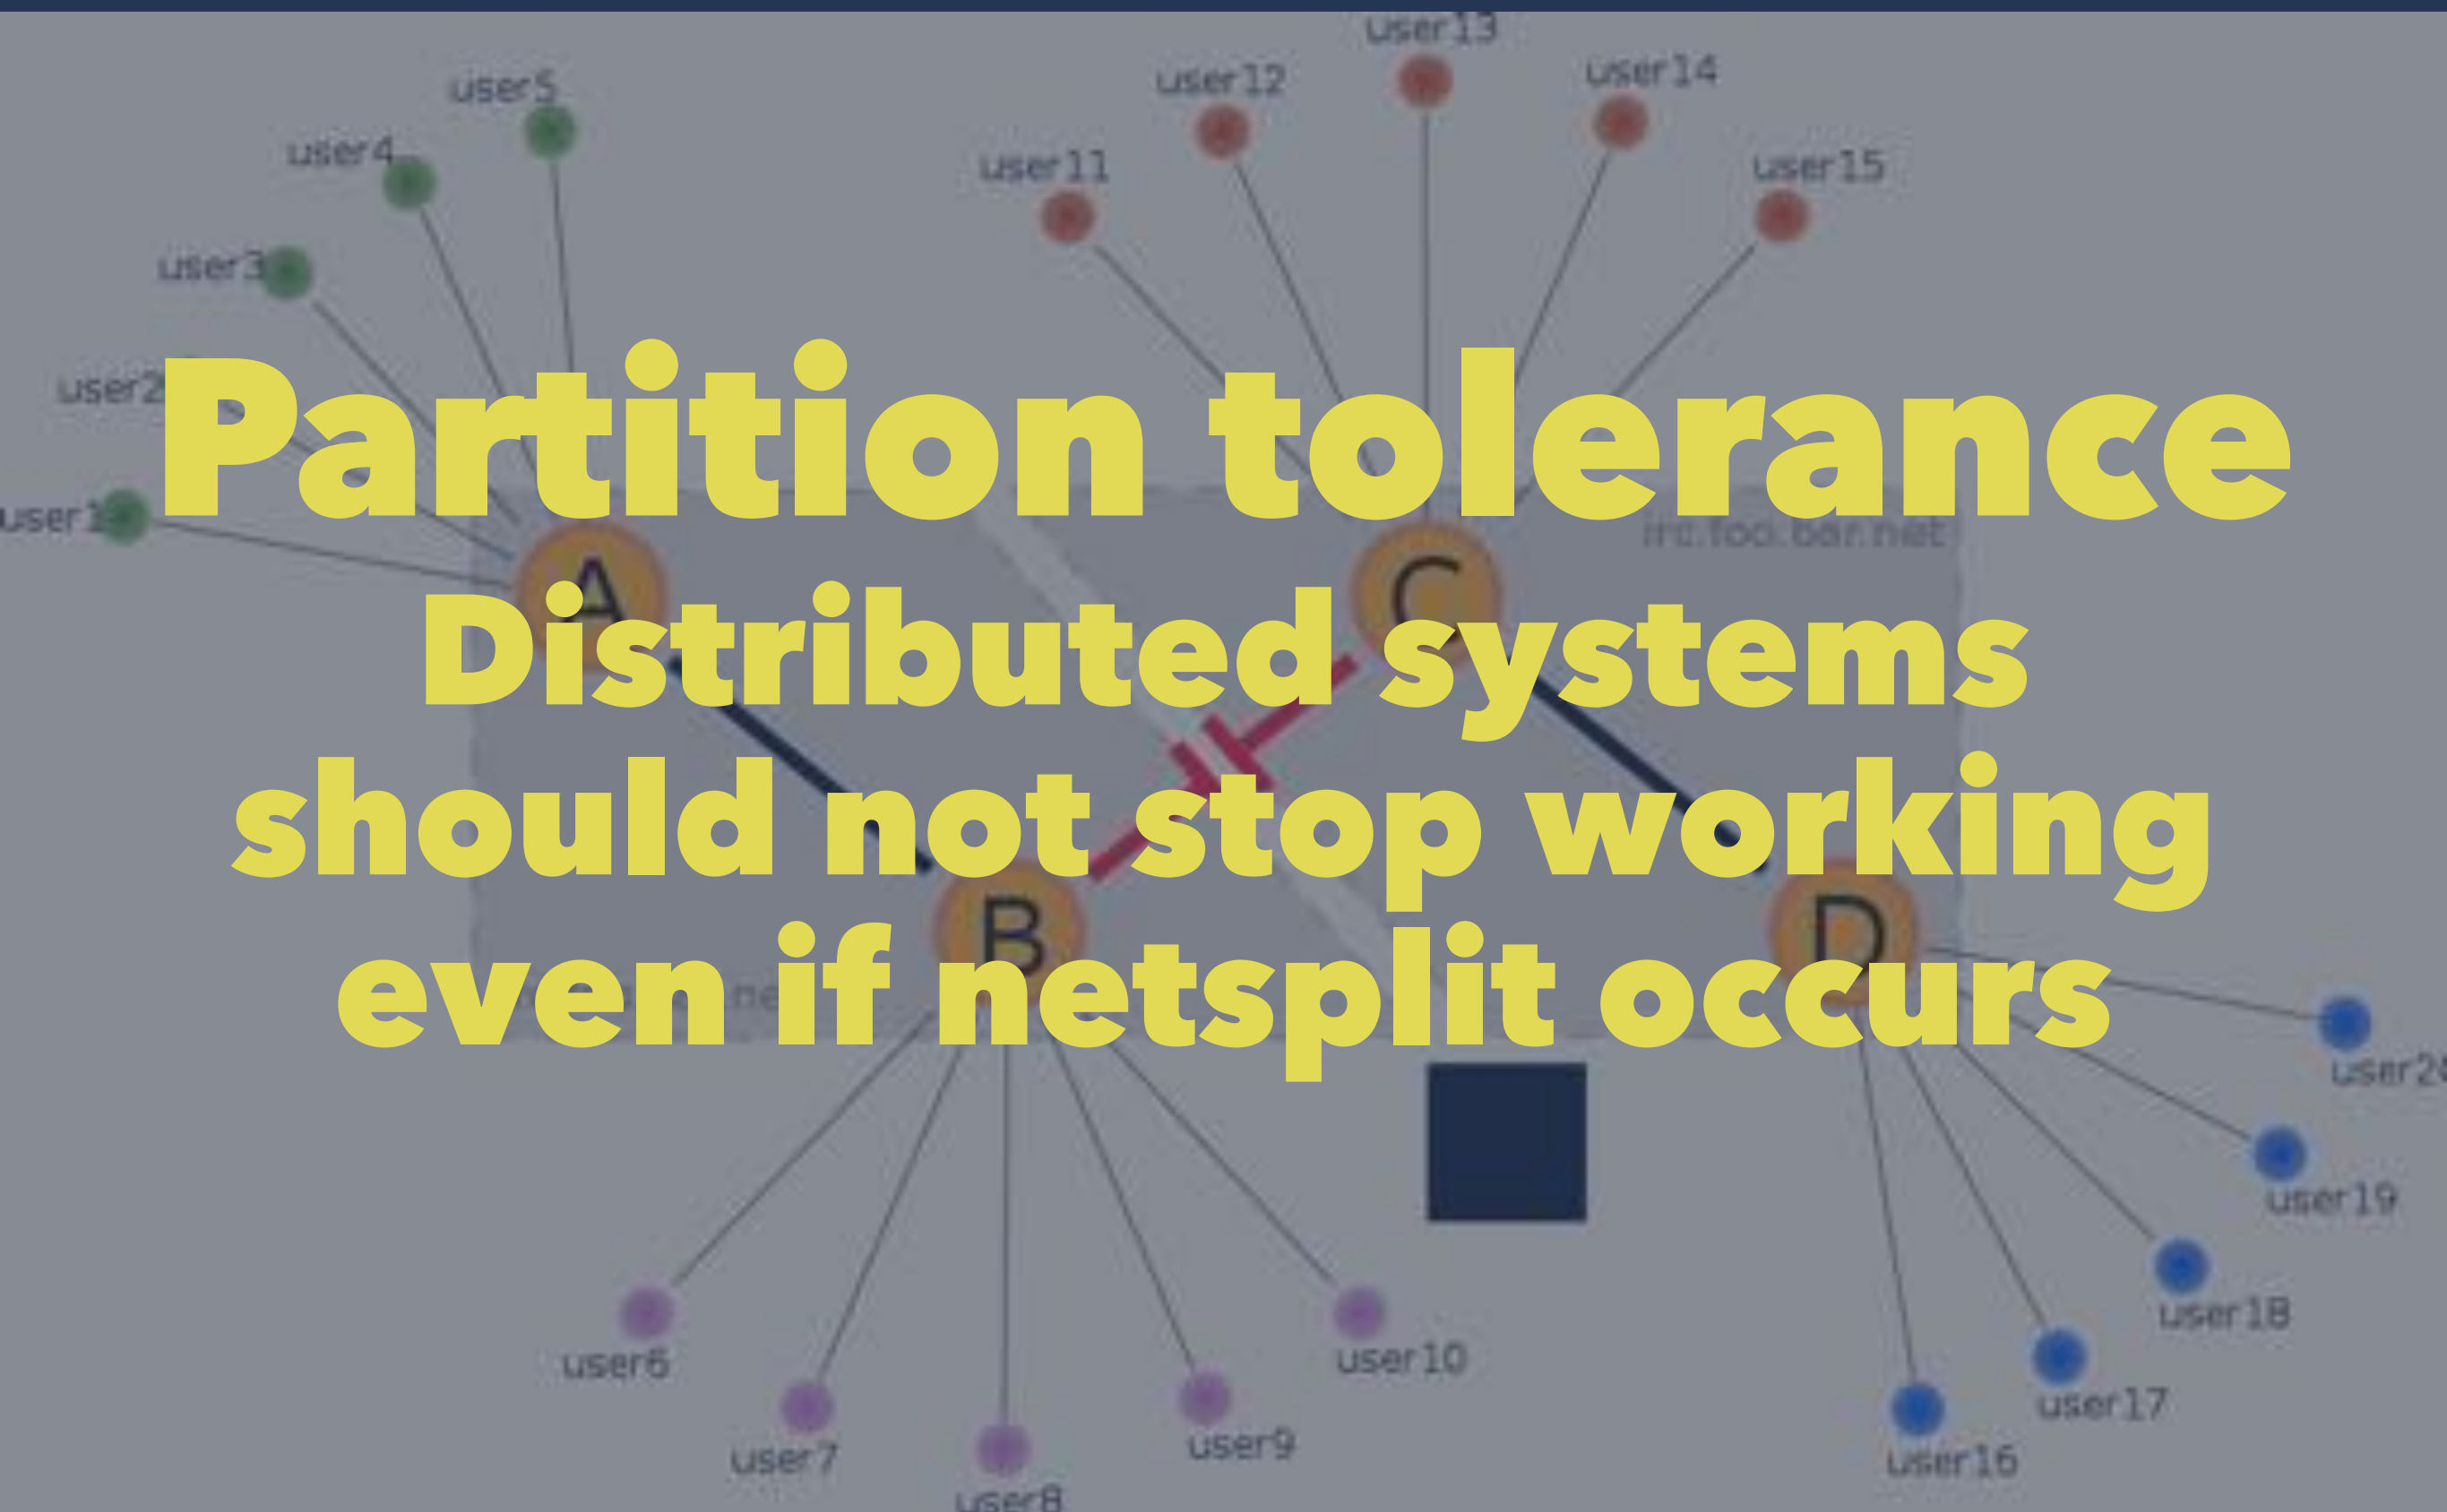 user13
user12
user14
user5
user4
user11
user15
user3
user2
Partition tolerance
user1
irc.foo.bar.net
A
C
Distributed systems
should not stop working
B
D
even if netsplit occurs
user19
user18
user6
user10
user17
user9
user7
user16
user8